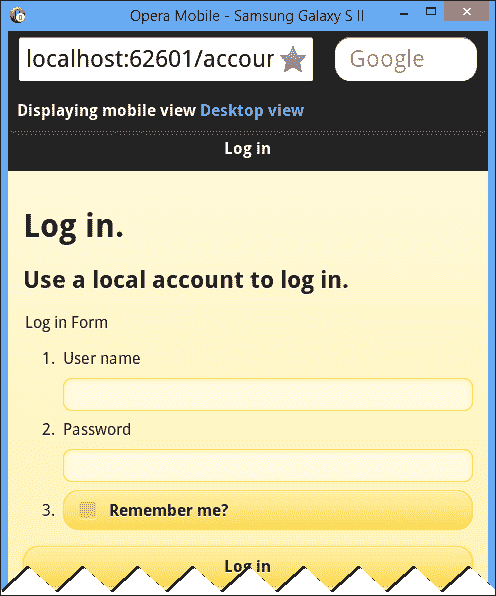 Opera Mobile - Samsung Galaxy S II
localhost:62601/accour
Google
Displaying mobile view Desktop view
Log in
Log in.
Use a local account to log in.
Log in Form
1. User name
2. Password
3. Remember me?
Log in